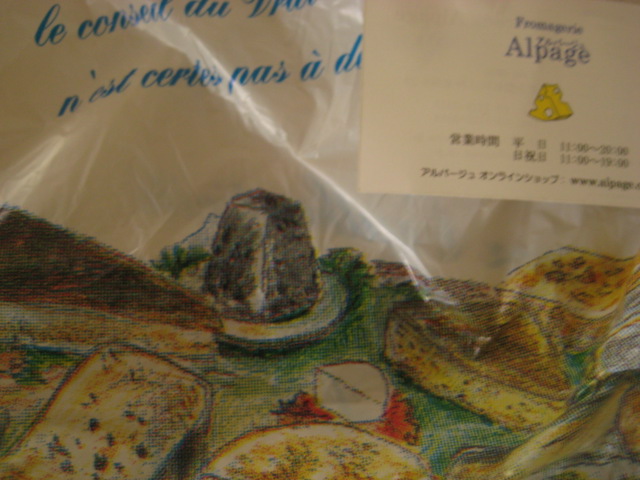 le conseil du Vrai
n'est certes pas à d
Fromagerie
アルパージュ
Alpage
営業時間 平 日 11:00〜20:00
日祝日 11:00〜19:00
アルパージュ オンラインショップ： www.alpage.c